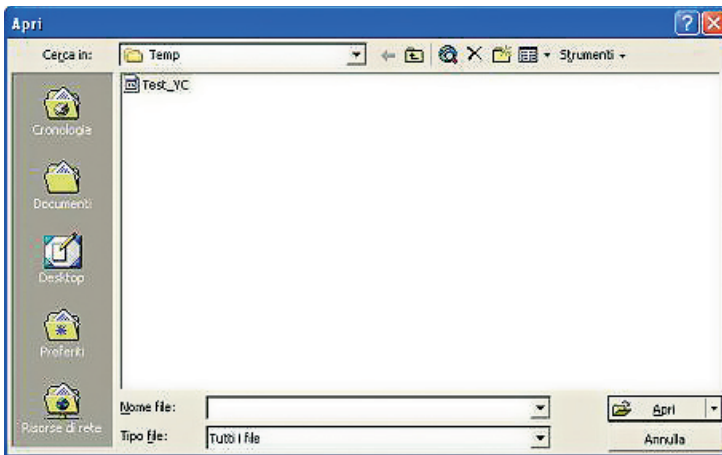 Apri
Cerca in: Temp Strumenti
Test_YC
Cronologia
Documenti
Desktop
Preferiti
Risorse di rete
Nome file: Apri
Tipo file: Tutti i file Annulla